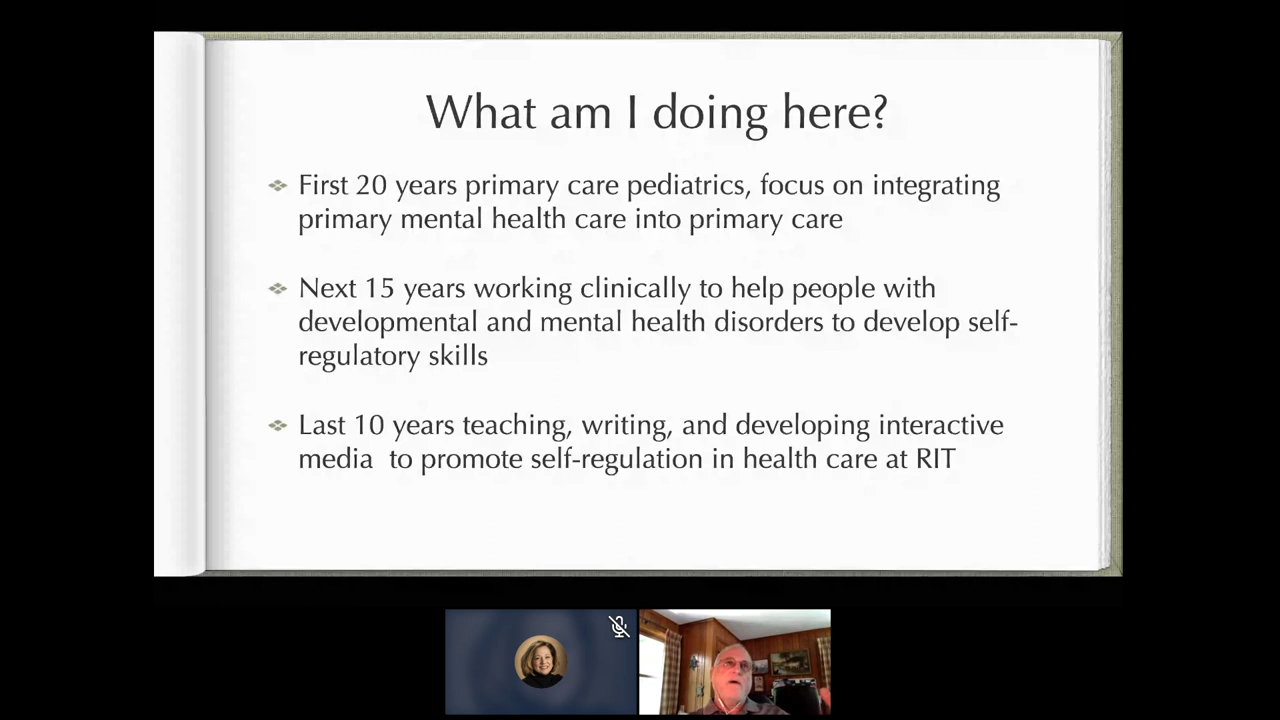 What am I doing here?
First 20 years primary care pediatrics, focus on integrating
primary mental health care into primary care
Next 15 years working clinically to help people with
developmental and mental health disorders to develop self-
regulatory skills
Last 10 years teaching, writing, and developing interactive
media  to promote self-regulation in health care at RIT